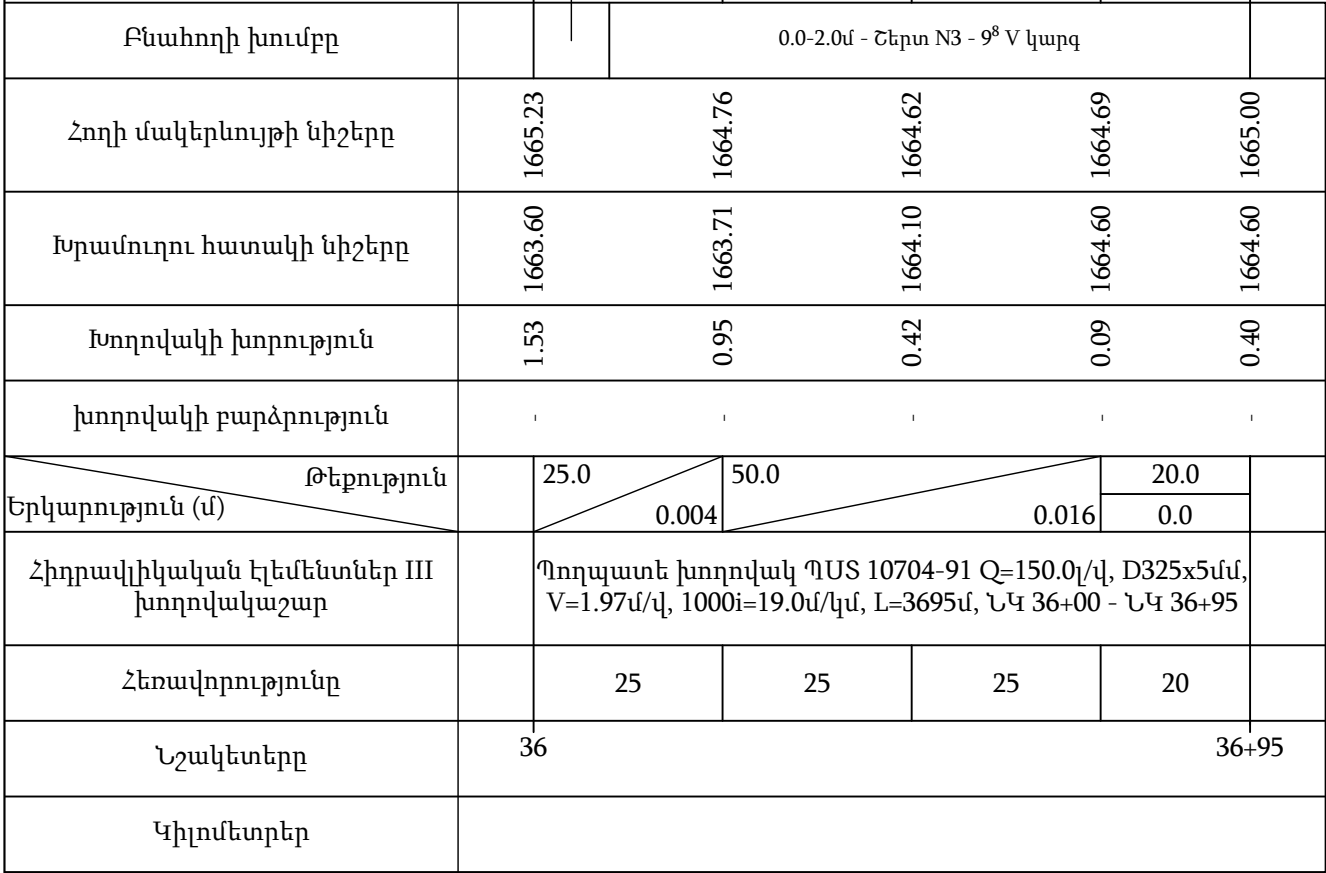 Բնահողի խումբը
0.0-2.0մ - Շերտ N3 - 9⁸ V կարգ
Հողի մակերևույթի նիշերը
1665.23 1664.76 1664.62 1664.69 1665.00
Խրամուղու հատակի նիշերը
1663.60 1663.71 1664.10 1664.60 1664.60
Խողովակի խորություն
1.53 0.95 0.42 0.09 0.40
խողովակի բարձրություն
- - - - -
Թեքություն
Երկարություն (մ)
25.0 50.0 20.0
0.004 0.016 0.0
Հիդրավլիկական էլեմենտներ III
խողովակաշար
Պողպատե խողովակ ՊՍՏ 10704-91 Q=150.0լ/վ, D325x5մմ,
V=1.97մ/վ, 1000i=19.0մ/կմ, L=3695մ, ՆԿ 36+00 - ՆԿ 36+95
Հեռավորությունը
25 25 25 20
Նշակետերը
36 36+95
Կիլոմետրեր